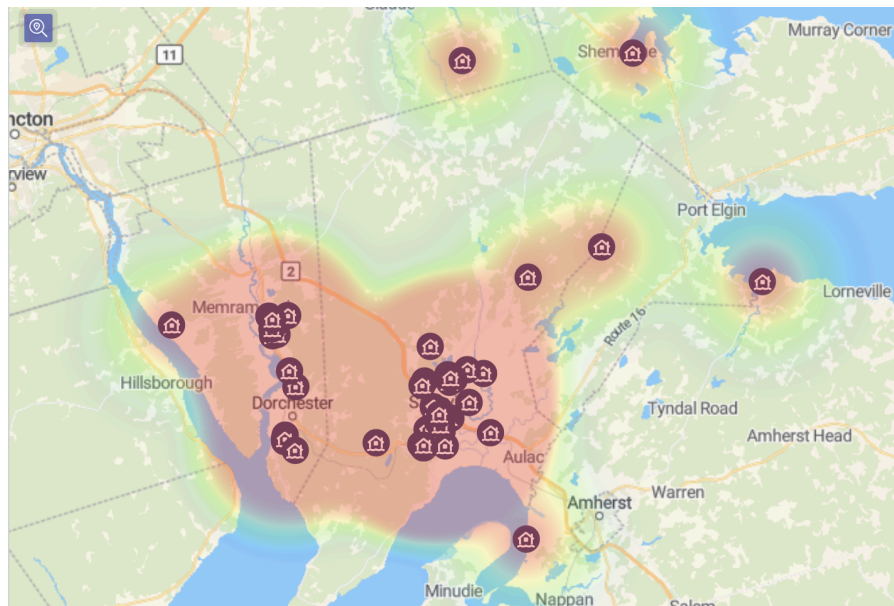 Murray Corner
11
ncton
rview
Port Elgin
2
Lorneville
Memram
Route 16
Hillsborough
Dorchester
Tyndal Road
Amherst Head
Aulac
Warren
Amherst
Minudie
Nappan
Salem